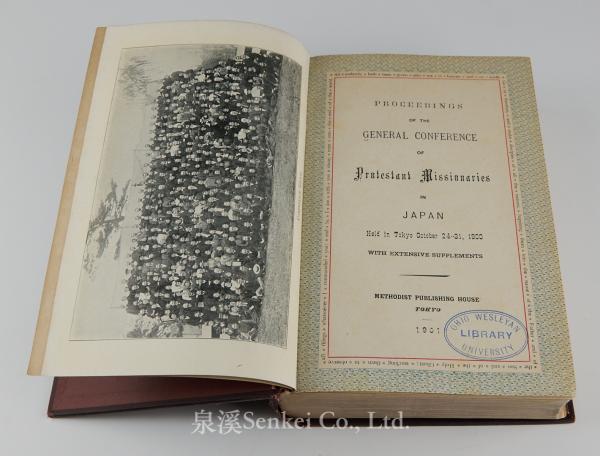 PROCEEDINGS
OF THE
GENERAL CONFERENCE
OF
Protestant Missionaries
IN
JAPAN
Held in Tokyo October 24-31, 1900
WITH EXTENSIVE SUPPLEMENTS
METHODIST PUBLISHING HOUSE
TOKYO
1901
OHIO WESLEYAN
LIBRARY
UNIVERSITY
泉溪Senkei Co., Ltd.